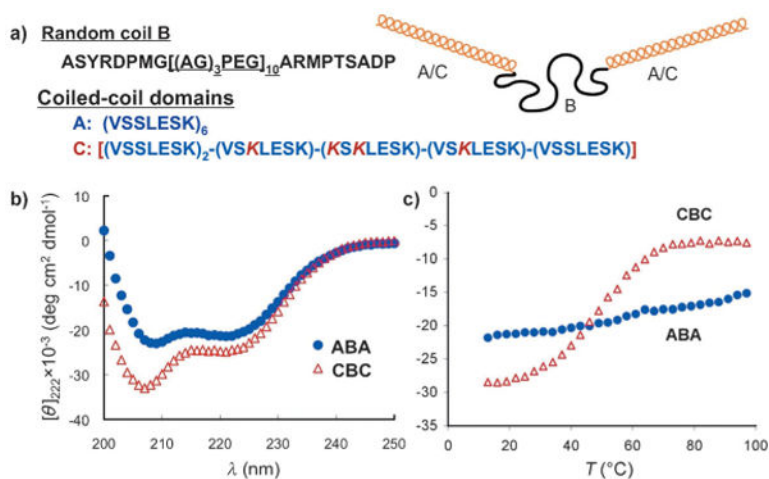 a) Random coil B
ASYRDPMG[(AG)₃PEG]₁₀ARMPTSADP
A/C
B
A/C
Coiled-coil domains
A: (VSSLESK)₆
C: [(VSSLESK)₂-(VSKLESK)-(KSKLESK)-(VSKLESK)-(VSSLESK)]
b)
[θ]₂₂₂×10⁻³ (deg cm² dmol⁻¹)
10
0
-10
-20
-30
-40
200
210
220
230
240
250
λ (nm)
ABA
CBC
c)
0
-5
-10
-15
-20
-25
-30
-35
0
20
40
60
80
100
T (°C)
CBC
ABA